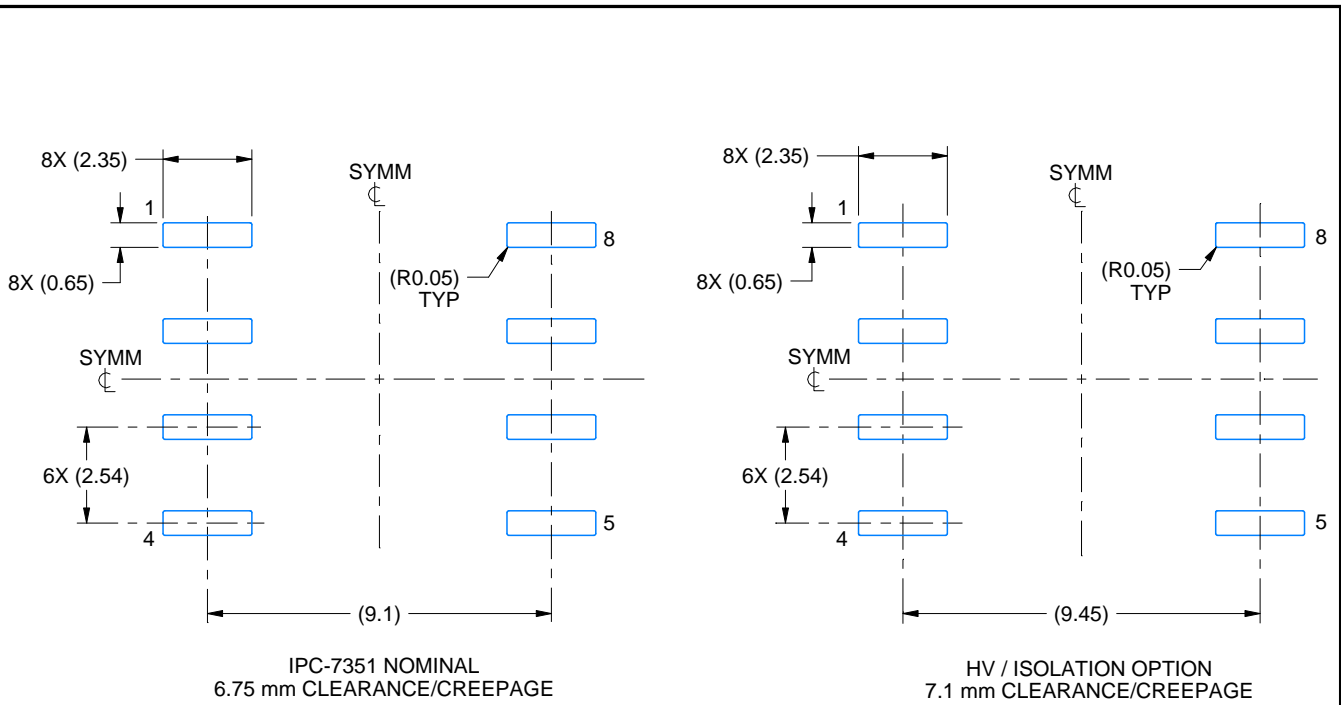 8X (2.35)
SYMM
1
8
8X (0.65)
(R0.05)
TYP
SYMM
6X (2.54)
4
5
(9.1)
IPC-7351 NOMINAL
6.75 mm CLEARANCE/CREEPAGE
8X (2.35)
SYMM
1
8
8X (0.65)
(R0.05)
TYP
SYMM
6X (2.54)
4
5
(9.45)
HV / ISOLATION OPTION
7.1 mm CLEARANCE/CREEPAGE